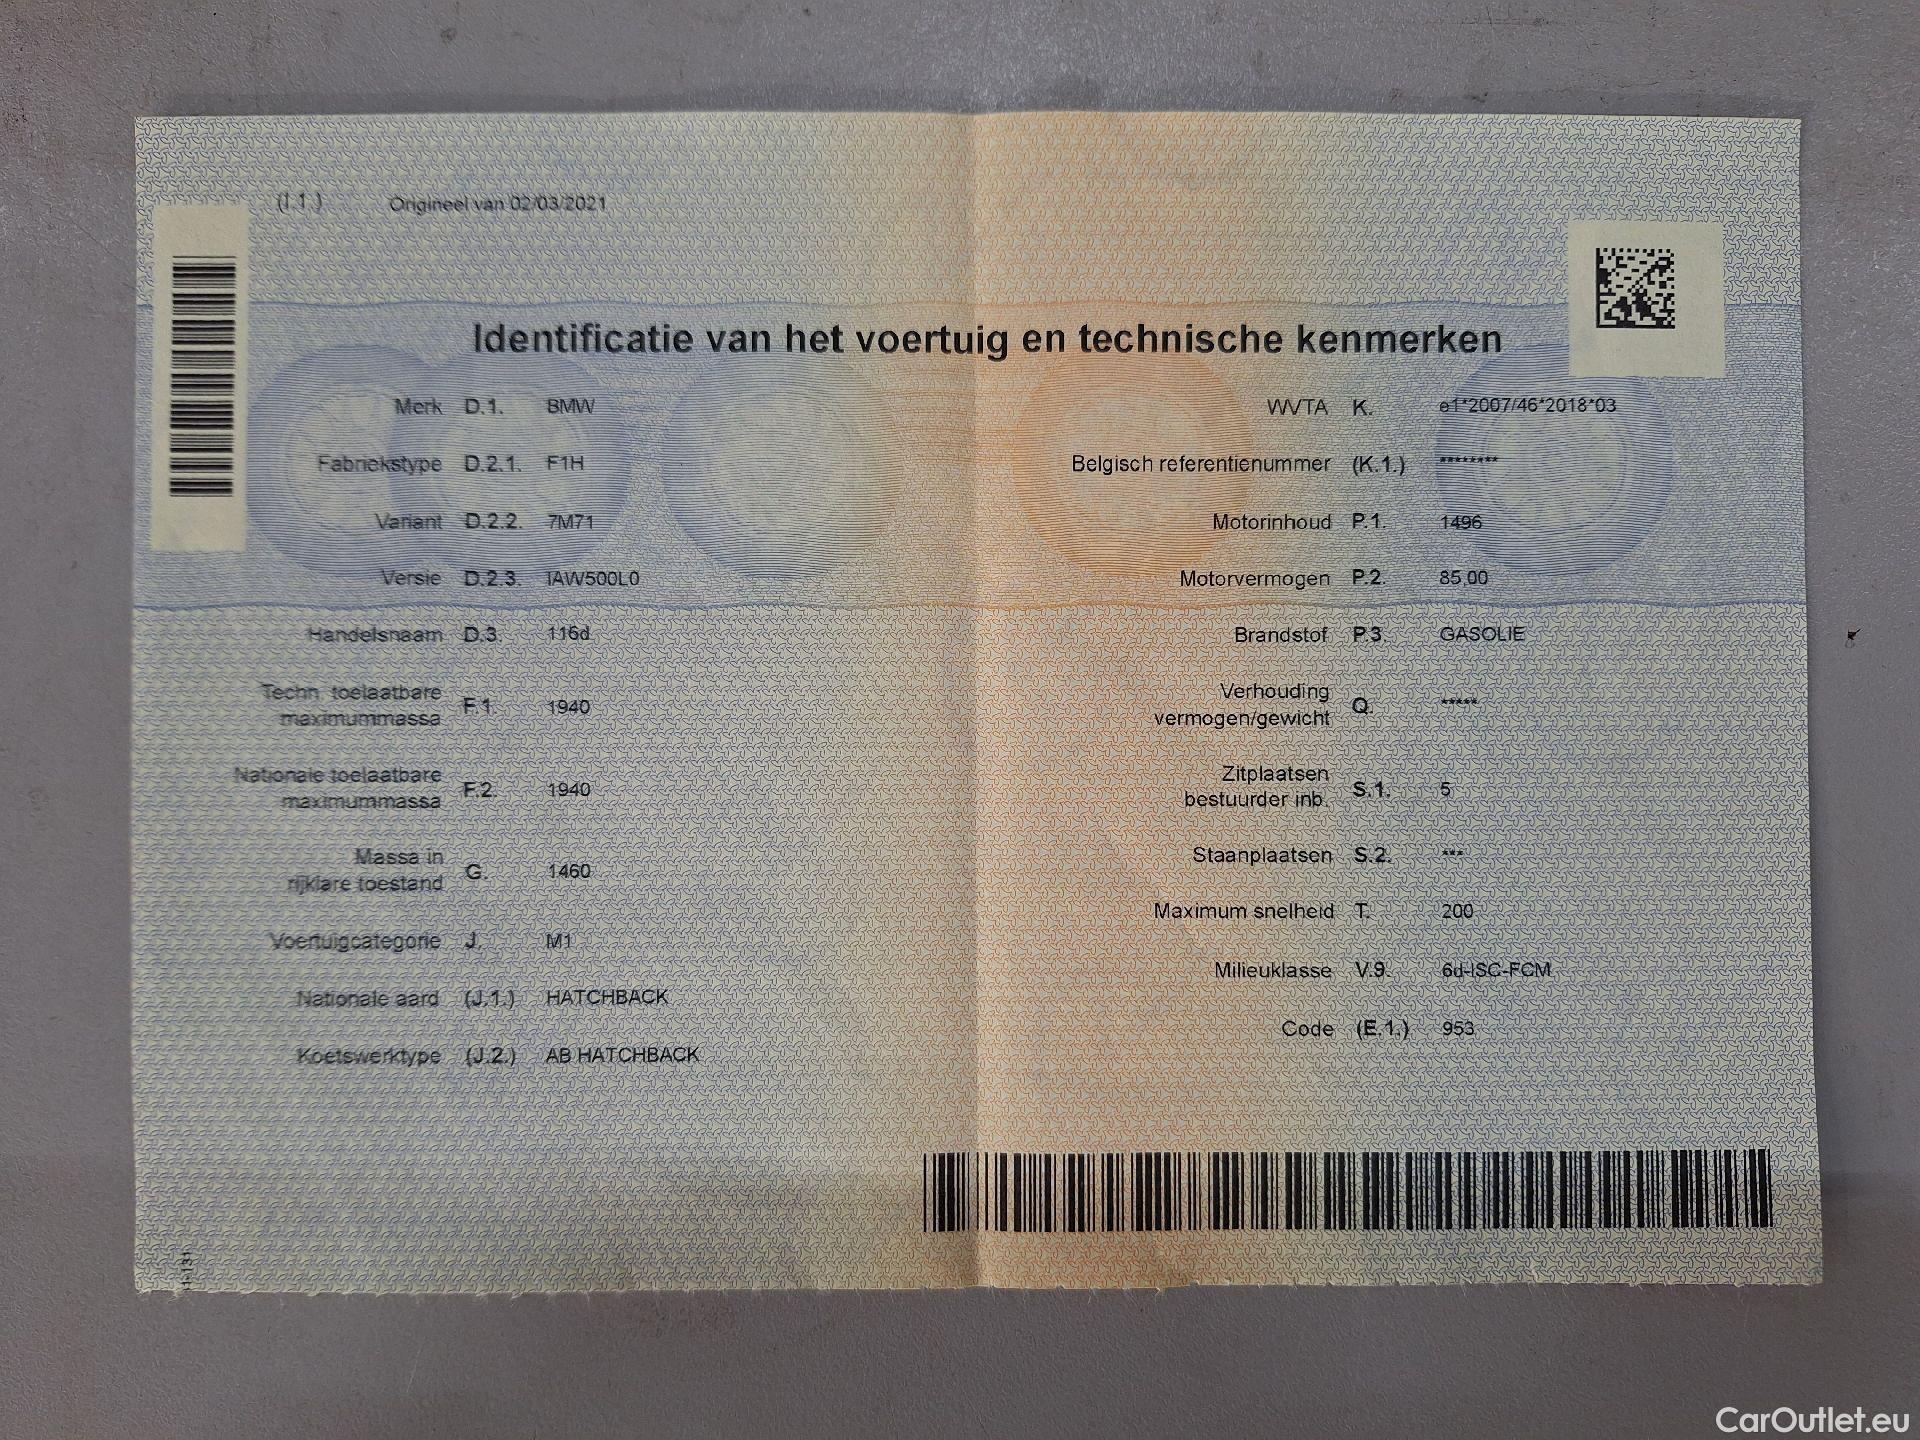 (I.1.) Origineel van 02/03/2021
Identificatie van het voertuig en technische kenmerken
Merk D.1. BMW
Fabriekstype D.2.1. F1H
Variant D.2.2. 7M71
Versie D.2.3. IAW500L0
Handelsnaam D.3. 116d
Techn. toelaatbare
maximummassa F.1. 1940
Nationale toelaatbare
maximummassa F.2. 1940
Massa in
rijklare toestand G. 1460
Voertuigcategorie J. M1
Nationale aard (J.1.) HATCHBACK
Koetswerktype (J.2.) AB HATCHBACK
WVTA K. e1*2007/46*2018*03
Belgisch referentienummer (K.1.) ********
Motorinhoud P.1. 1496
Motorvermogen P.2. 85,00
Brandstof P.3. GASOLIE
Verhouding
vermogen/gewicht Q. *****
Zitplaatsen
bestuurder inb. S.1. 5
Staanplaatsen S.2. ***
Maximum snelheid T. 200
Milieuklasse V.9. 6d-ISC-FCM
Code (E.1.) 953
1-131
CarOutlet.eu